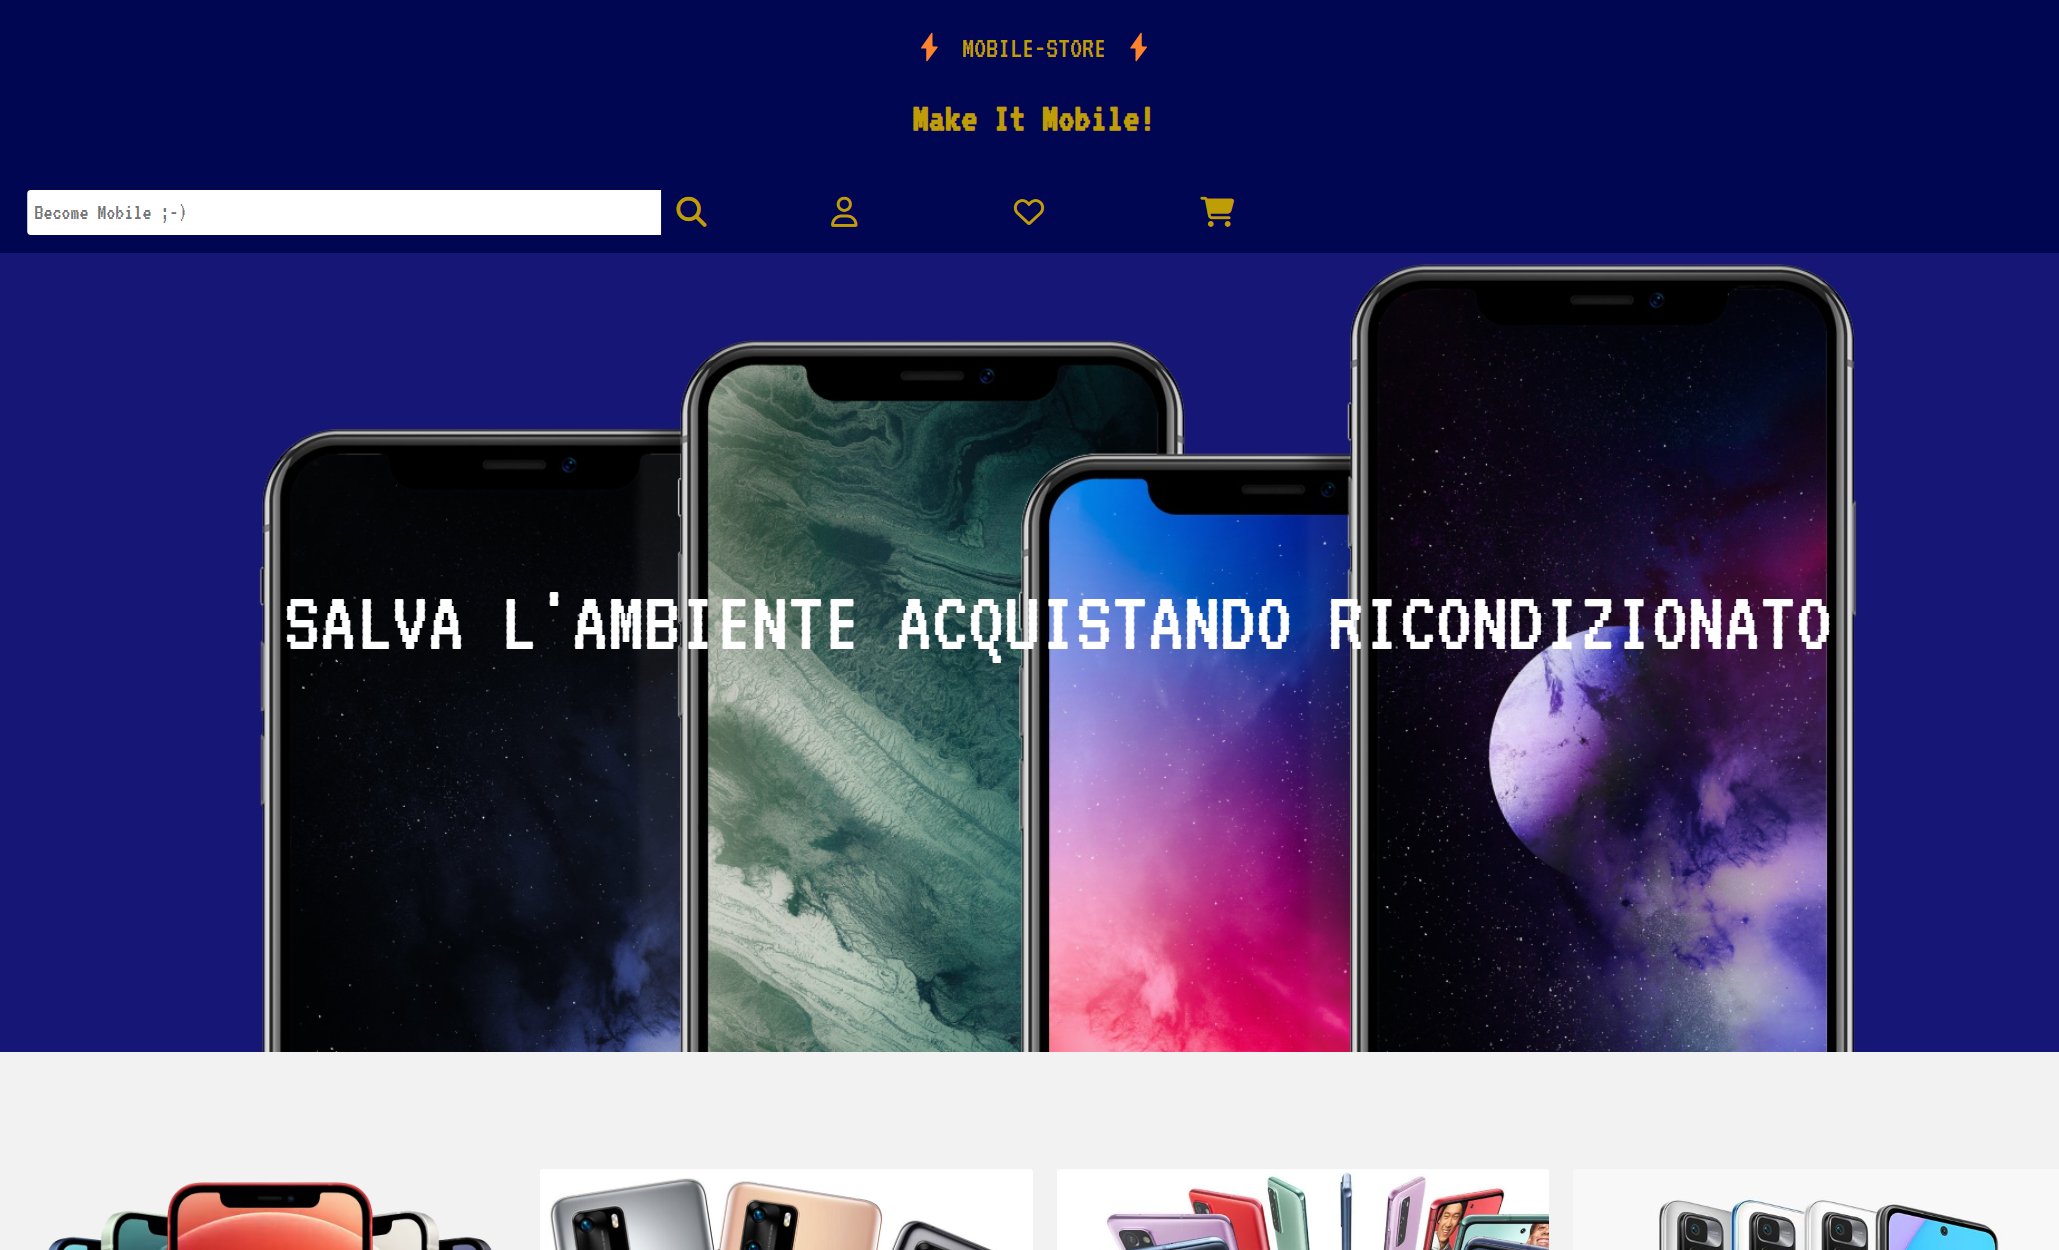 MOBILE-STORE
Make It Mobile!
Become Mobile ;-)
SALVA L'AMBIENTE ACQUISTANDO RICONDIZIONATO